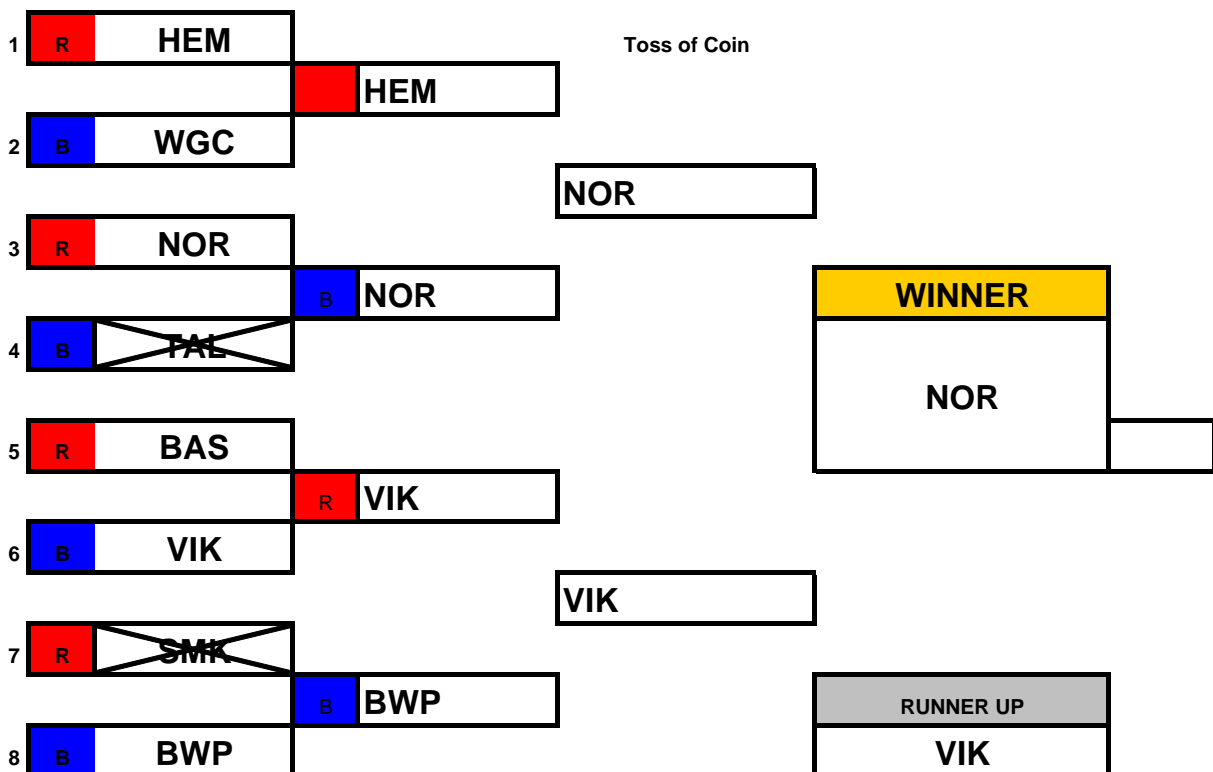 1 R HEM
Toss of Coin
HEM
2 B WGC
NOR
3 R NOR
B NOR
WINNER
4 B TAL
NOR
5 R BAS
R VIK
6 B VIK
VIK
7 R SMK
B BWP
RUNNER UP
8 B BWP
VIK